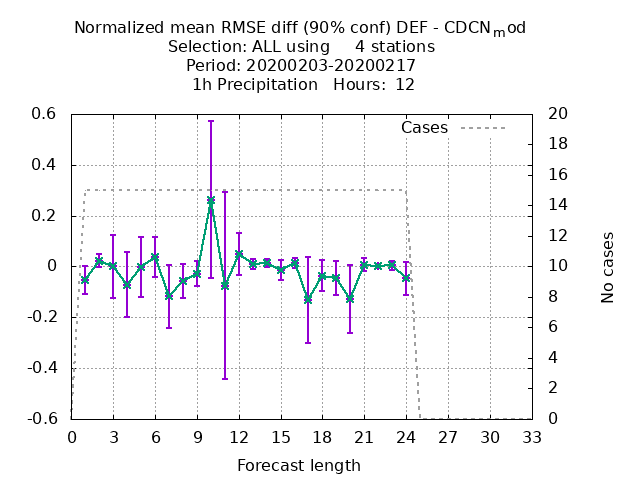 Normalized mean RMSE diff (90% conf) DEF - CDCNmod
Selection: ALL using 4 stations
Period: 20200203-20200217
1h Precipitation Hours: 12
Cases
0.6
0.4
0.2
0
-0.2
-0.4
-0.6
20
18
16
14
12
10
8
6
4
2
0
No cases
0 3 6 9 12 15 18 21 24 27 30 33
Forecast length